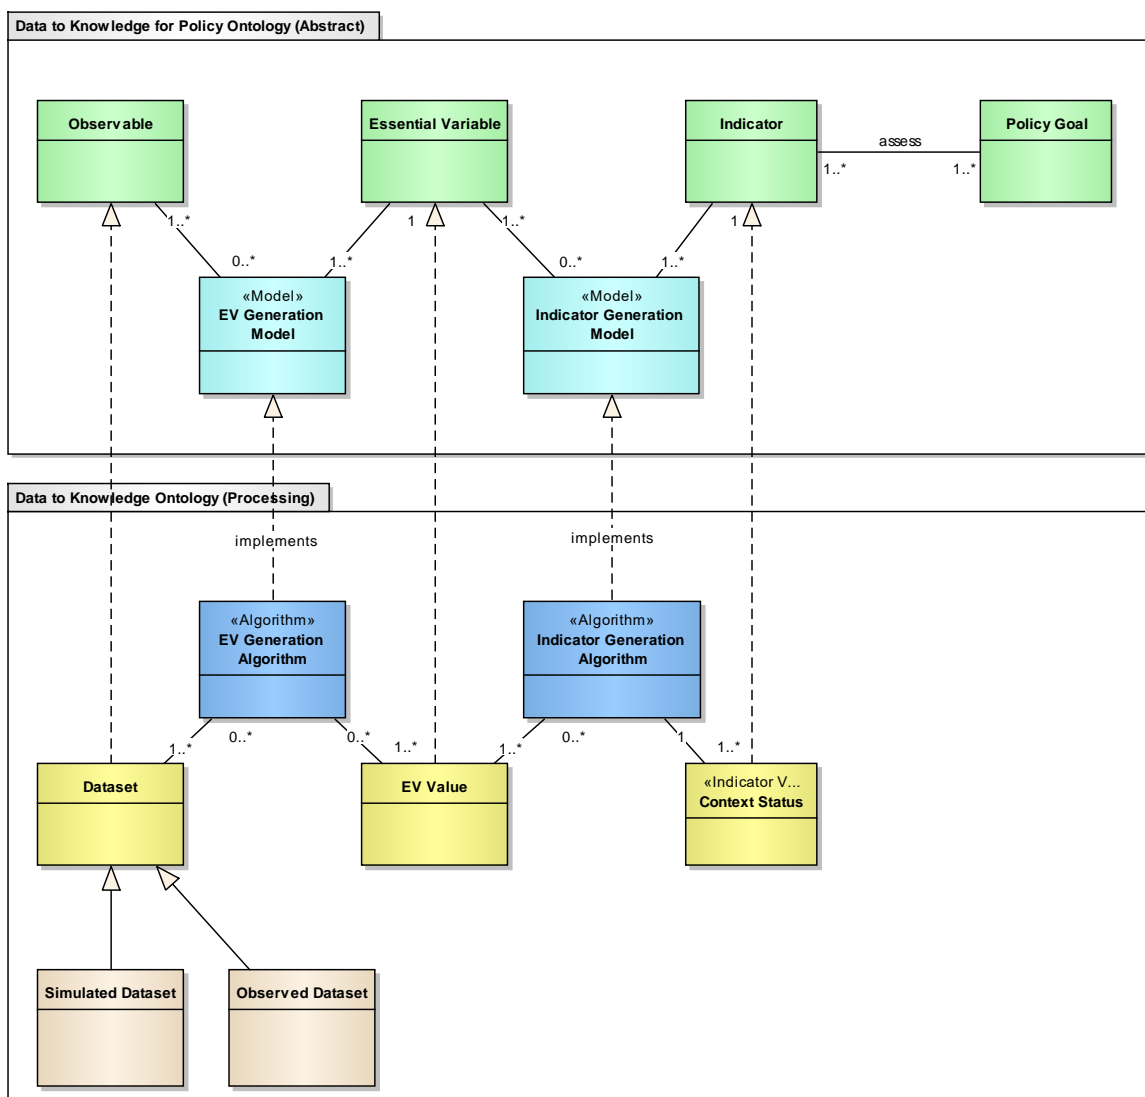 Data to Knowledge for Policy Ontology (Abstract)
Observable
Essential Variable
Indicator
Policy Goal
assess
1..*
1..*
1..*
1
1..*
1
0..*
1..*
0..*
1..*
«Model»
EV Generation
Model
«Model»
Indicator Generation
Model
Data to Knowledge Ontology (Processing)
implements
implements
«Algorithm»
EV Generation
Algorithm
«Algorithm»
Indicator Generation
Algorithm
1..*
0..*
0..*
1..*
1..*
0..*
1
1..*
Dataset
EV Value
«Indicator V...
Context Status
Simulated Dataset
Observed Dataset